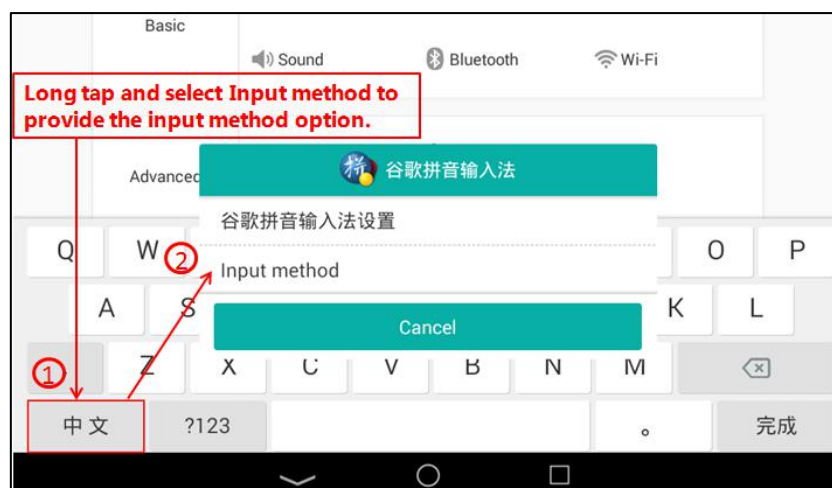 Basic
Sound
Bluetooth
Wi-Fi
Long tap and select Input method to
provide the input method option.
Advanced
谷歌拼音输入法
谷歌拼音输入法设置
Input method
Cancel
Q W ② O P
A S K L
① Z X C V B N M
中文 ?123 。 完成